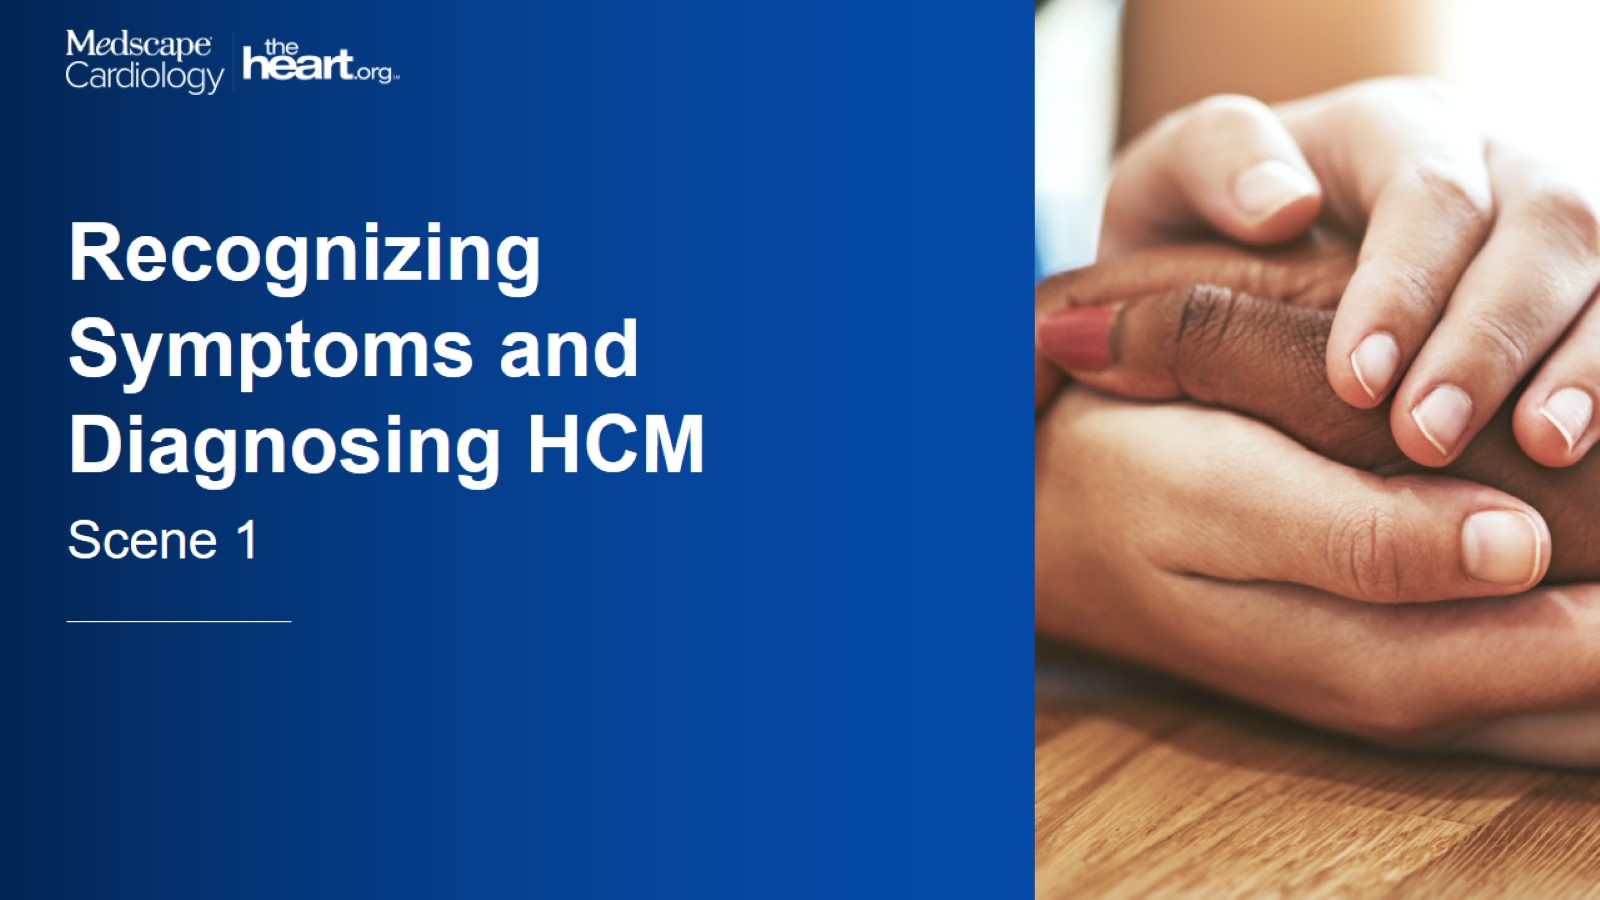 Medscape
Cardiology
the
heart.org
Recognizing
Symptoms and
Diagnosing HCM
Scene 1